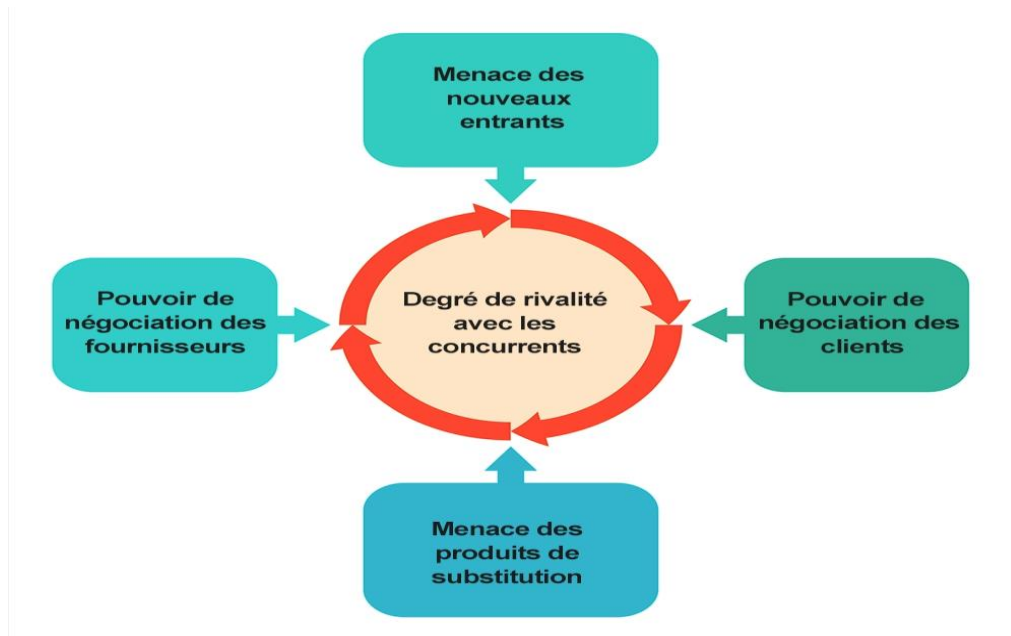 Menace des
nouveaux
entrants
Pouvoir de
négociation des
fournisseurs
Degré de rivalité
avec les
concurrents
Pouvoir de
négociation des
clients
Menace des
produits de
substitution